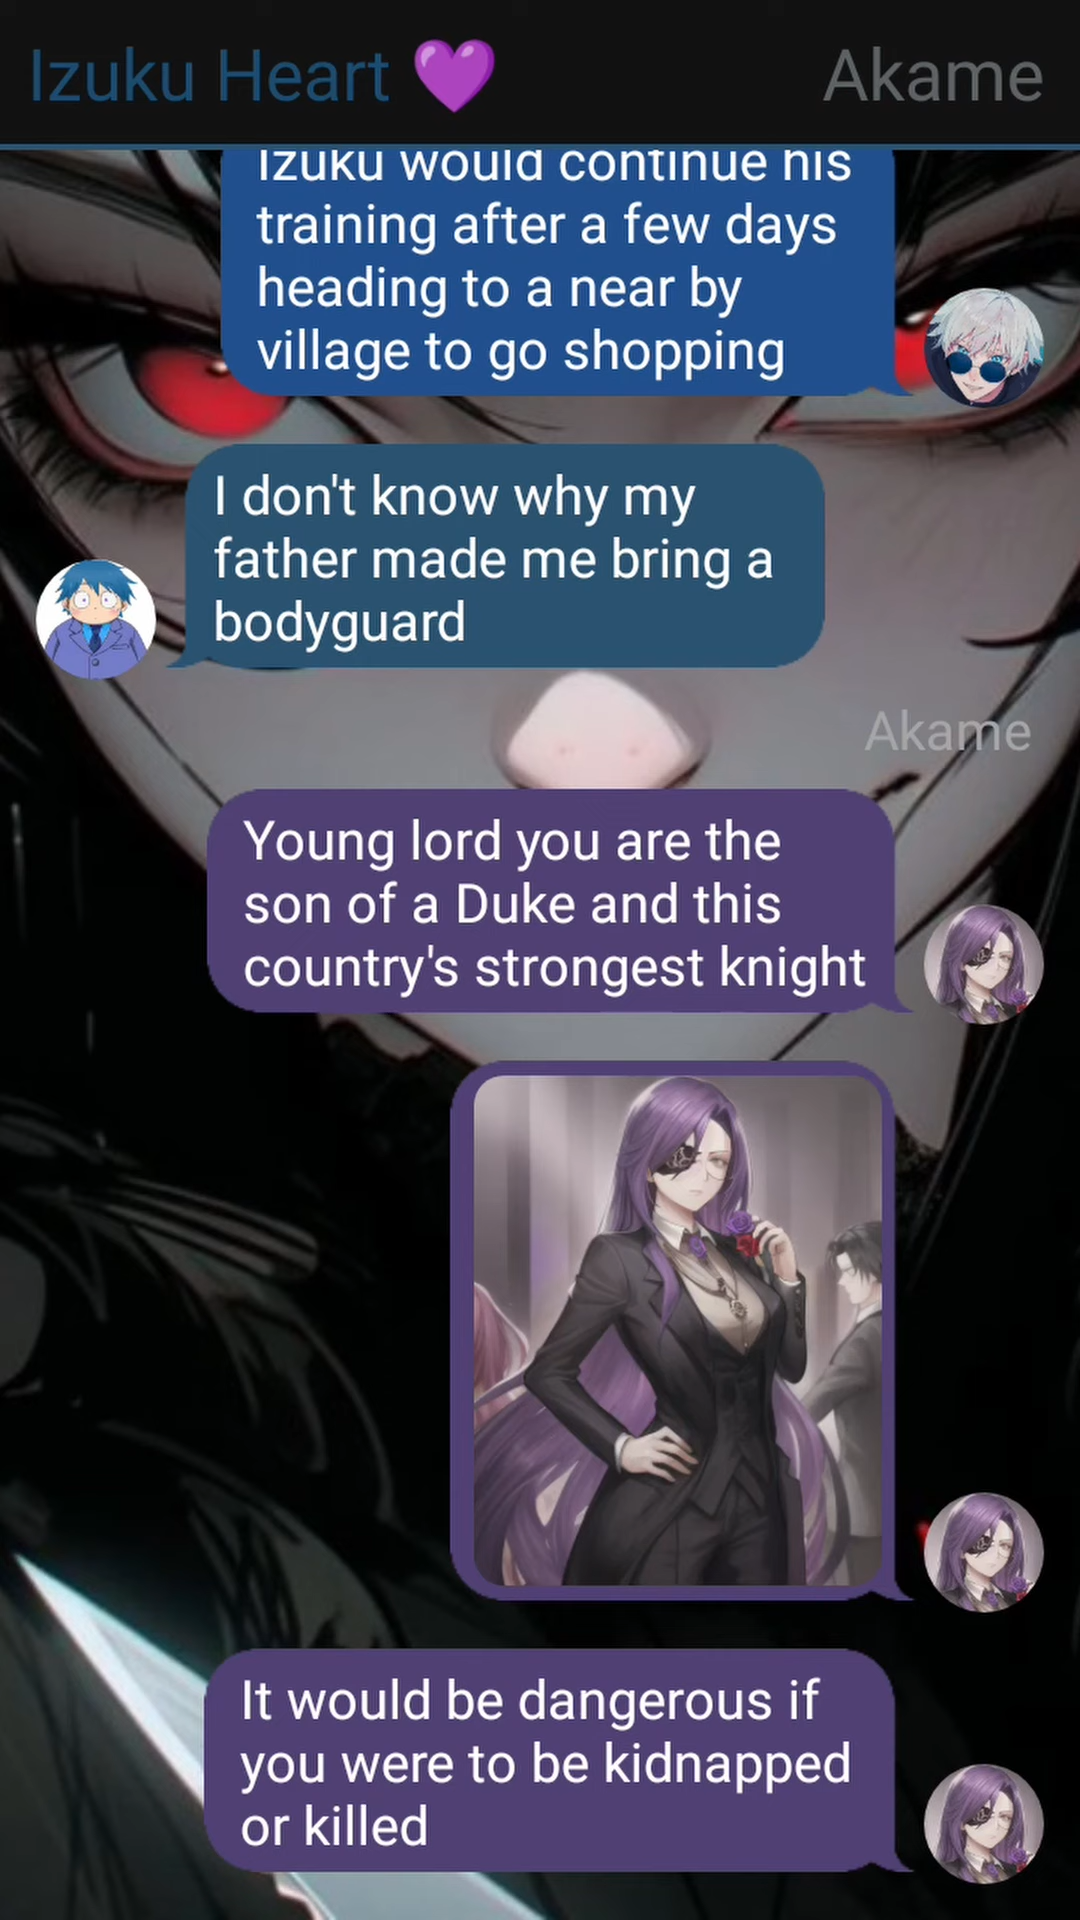 Izuku Heart 💜 Akame
Izuku would continue his
training after a few days
heading to a near by
village to go shopping
I don't know why my
father made me bring a
bodyguard
Akame
Young lord you are the
son of a Duke and this
country's strongest knight
It would be dangerous if
you were to be kidnapped
or killed